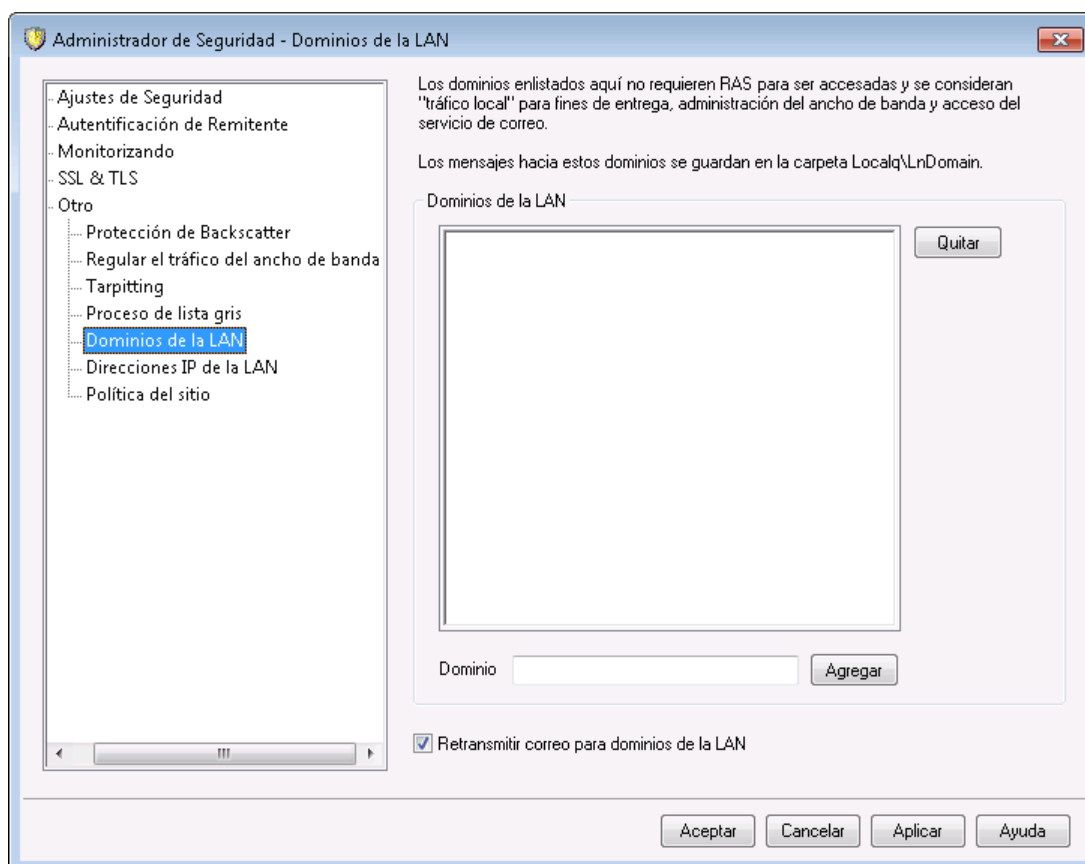 Administrador de Seguridad - Dominios de la LAN
Ajustes de Seguridad
Autentificación de Remitente
Monitorizando
SSL & TLS
Otro
Protección de Backscatter
Regular el tráfico del ancho de banda
Tarpitting
Proceso de lista gris
Dominios de la LAN
Direcciones IP de la LAN
Política del sitio
Los dominios enlistados aquí no requieren RAS para ser accesadas y se consideran
"tráfico local" para fines de entrega, administración del ancho de banda y acceso del
servicio de correo.
Los mensajes hacia estos dominios se guardan en la carpeta Localq\LnDomain.
Dominios de la LAN
Quitar
Dominio
Agregar
Retransmitir correo para dominios de la LAN
Aceptar
Cancelar
Aplicar
Ayuda